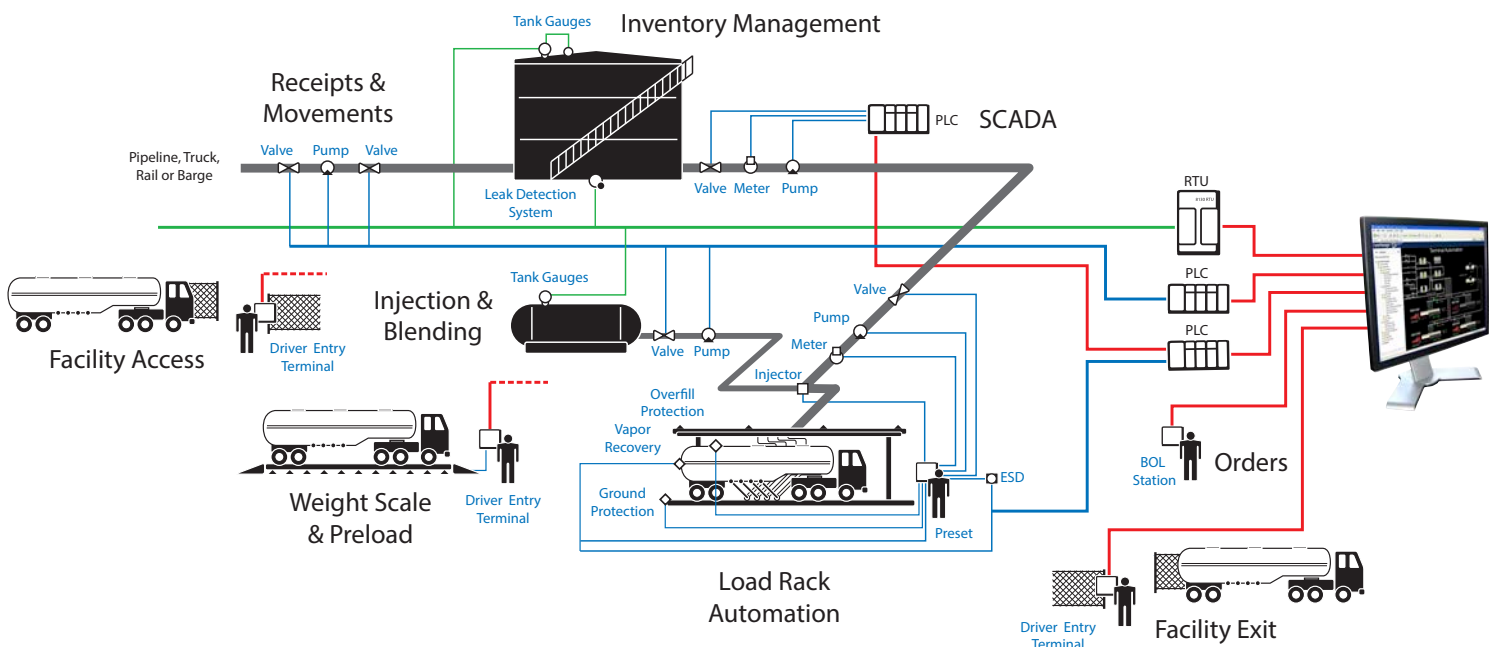 Tank Gauges
Inventory Management
Receipts &
Movements
PLC
SCADA
Pipeline, Truck,
Rail or Barge
Valve
Pump
Valve
Leak Detection
System
Valve
Meter
Pump
RTU
Tank Gauges
Injection &
Blending
Valve
PLC
Pump
PLC
Facility Access
Driver Entry
Terminal
Valve
Pump
Meter
Injector
Overfill
Protection
Vapor
Recovery
Weight Scale
& Preload
Driver Entry
Terminal
Ground
Protection
ESD
Preset
BOL
Station
Orders
Load Rack
Automation
Driver Entry
Terminal
Facility Exit